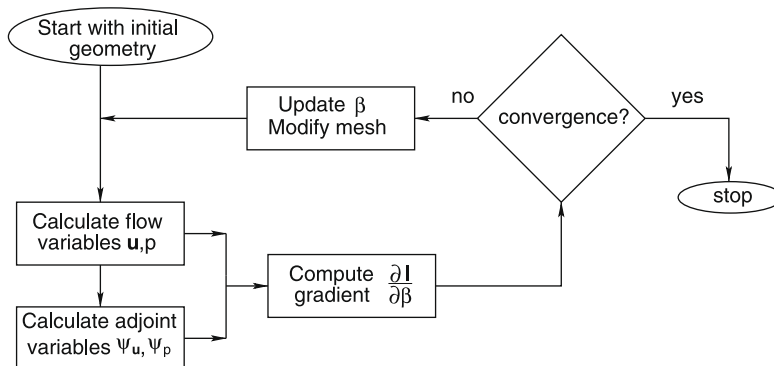 Start with initial
geometry
Update β
Modify mesh
no
convergence?
yes
stop
Calculate flow
variables u,p
Compute
gradient ∂I/∂β
Calculate adjoint
variables ψu,ψp